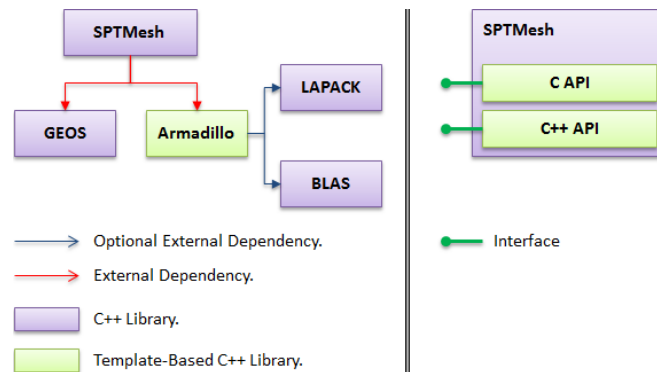 SPTMesh
GEOS
Armadillo
LAPACK
BLAS
Optional External Dependency.
External Dependency.
C++ Library.
Template-Based C++ Library.
SPTMesh
C API
C++ API
Interface